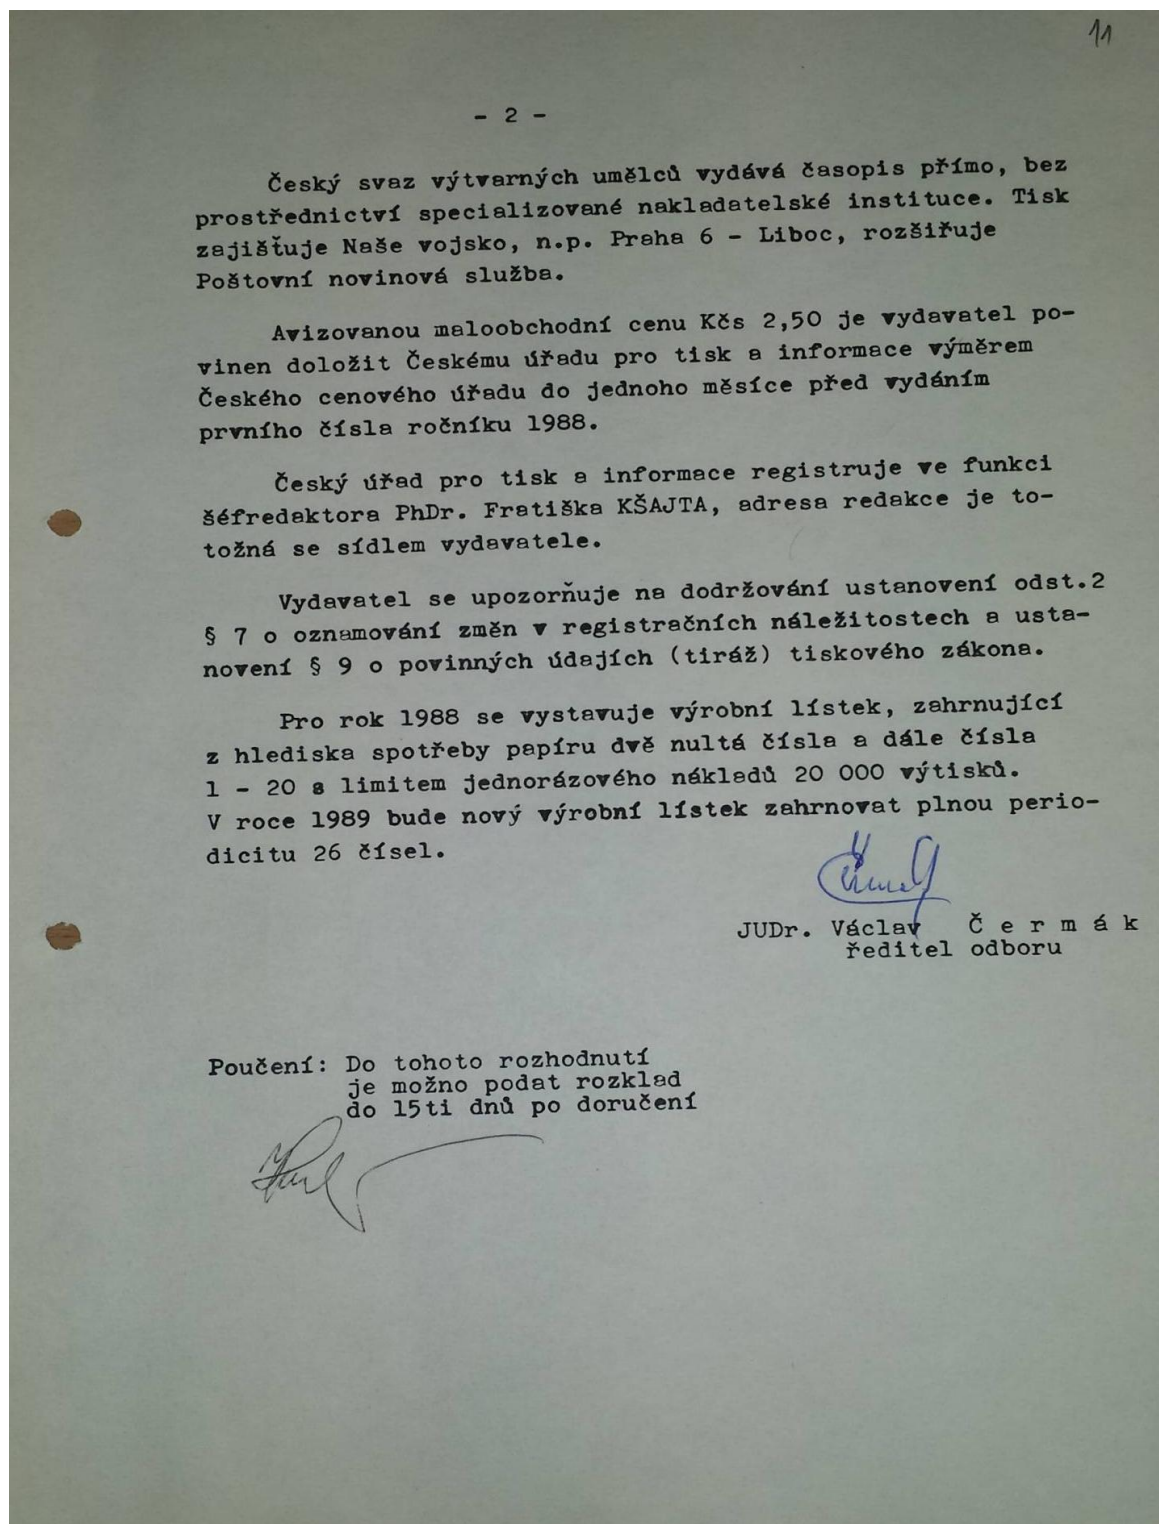 11
- 2 -
Český svaz výtvarných umělců vydává časopis přímo, bez
prostřednictví specializované nakladatelské instituce. Tisk
zajišťuje Naše vojsko, n.p. Praha 6 - Liboc, rozšiřuje
Poštovní novinová služba.
Avizovanou maloobchodní cenu Kčs 2,50 je vydavatel po-
vinen doložit Českému úřadu pro tisk a informace výměrem
Českého cenového úřadu do jednoho měsíce před vydáním
prvního čísla ročníku 1988.
Český úřad pro tisk a informace registruje ve funkci
šéfredaktora PhDr. Fratiška KŠAJTA, adresa redakce je to-
tožná se sídlem vydavatele.
Vydavatel se upozorňuje na dodržování ustanovení odst.2
§ 7 o oznamování změn v registračních náležitostech a usta-
novení § 9 o povinných údajích (tiráž) tiskového zákona.
Pro rok 1988 se vystavuje výrobní lístek, zahrnující
z hlediska spotřeby papíru dvě nultá čísla a dále čísla
1 - 20 s limitem jednorázového nákladů 20 000 výtisků.
V roce 1989 bude nový výrobní lístek zahrnovat plnou perio-
dicitu 26 čísel.
JUDr. Václav Č e r m á k
ředitel odboru
Poučení: Do tohoto rozhodnutí
je možno podat rozklad
do 15ti dnů po doručení